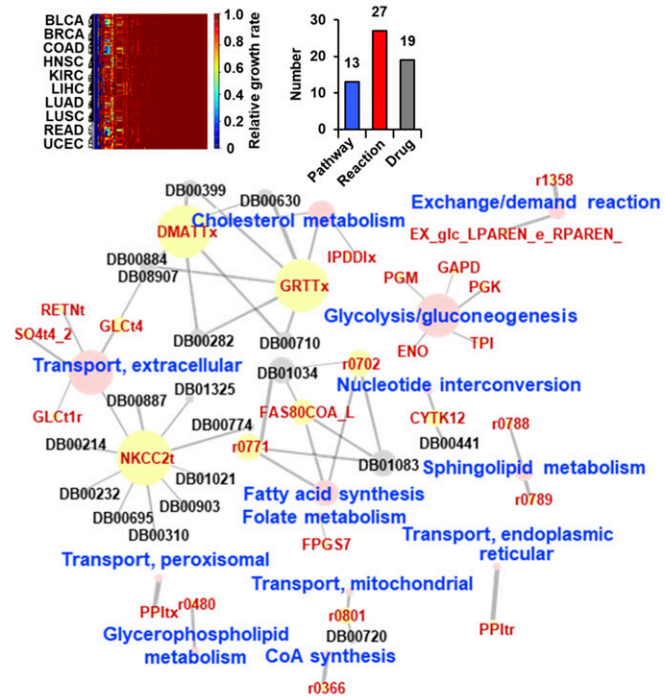 BLCA
BRCA
COAD
HNSC
KIRC
LIHC
LUAD
LUSC
READ
UCEC
1.0
0.8
0.6
0.4
0.2
0
Relative growth rate
Number
30
20
10
0
13
27
19
Pathway
Reaction
Drug
DB00399
DB00630
r1358
Cholesterol metabolism
Exchange/demand reaction
DMATTx
EX_glc_LPAREN_e_RPAREN_
IPDDIx
DB00884
DB08907
GRTTx
PGM
GAPD
PGK
RETNt
SO4t4_2
GLCt4
Glycolysis/gluconeogenesis
DB00282
DB00710
ENO
TPI
Transport, extracellular
DB01034
r0702
Nucleotide interconversion
DB01325
DB00887
GLCt1r
DB00774
FAS80COA_L
CYTK12
r0788
DB00214
r0771
DB00441
NKCC2t
DB01021
DB01083
Sphingolipid metabolism
DB00232
DB00903
Fatty acid synthesis
r0789
DB00695
DB00310
Folate metabolism
FPGS7
Transport, endoplasmic
reticular
Transport, peroxisomal
Transport, mitochondrial
PPItx
r0480
r0801
PPItr
Glycerophospholipid
metabolism
DB00720
CoA synthesis
r0366